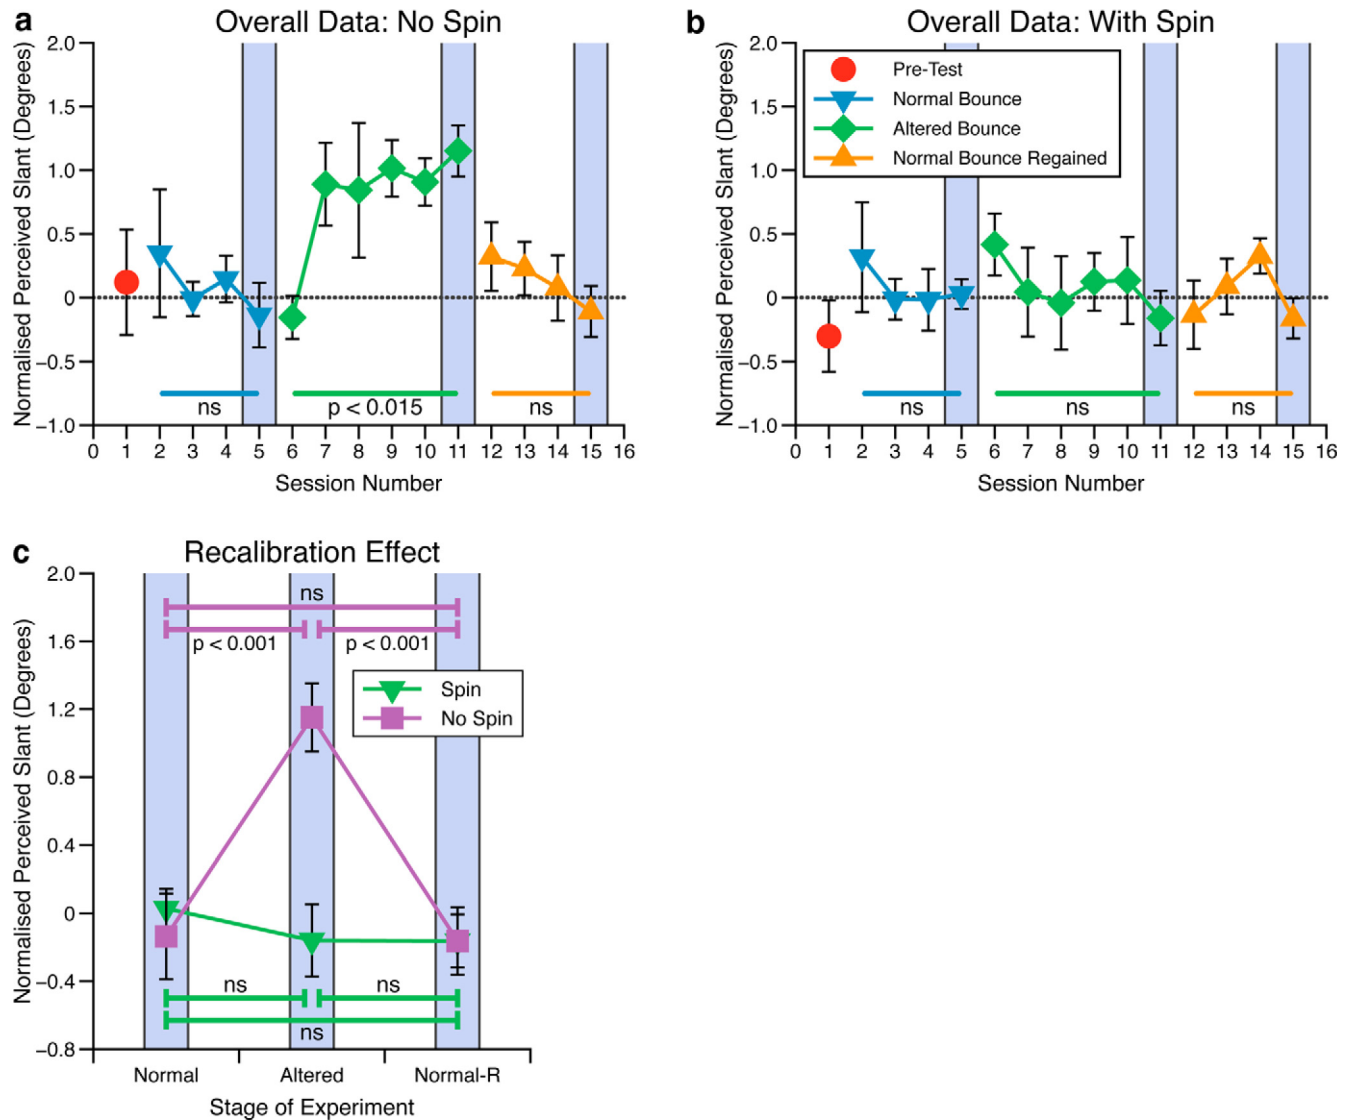 a Overall Data: No Spin
Normalised Perceived Slant (Degrees)
2.0
1.5
1.0
0.5
0
−0.5
−1.0
ns
p < 0.015
ns
0 1 2 3 4 5 6 7 8 9 10 11 12 13 14 15 16
Session Number
b Overall Data: With Spin
Normalised Perceived Slant (Degrees)
2.0
1.5
1.0
0.5
0
−0.5
−1.0
Pre-Test
Normal Bounce
Altered Bounce
Normal Bounce Regained
ns
ns
ns
0 1 2 3 4 5 6 7 8 9 10 11 12 13 14 15 16
Session Number
c Recalibration Effect
Normalised Perceived Slant (Degrees)
2.0
1.6
1.2
0.8
0.4
0
−0.4
−0.8
ns
p < 0.001 p < 0.001
Spin
No Spin
ns ns
ns
Normal Altered Normal-R
Stage of Experiment